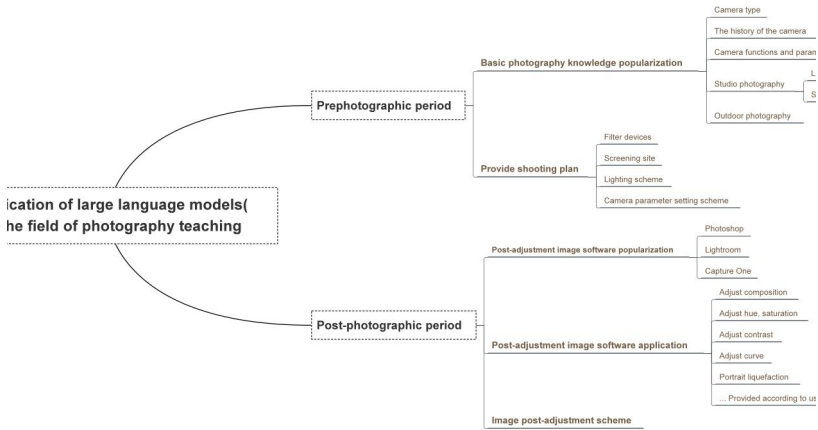 ication of large language models(
he field of photography teaching
Prephotographic period
Basic photography knowledge popularization
Camera type
The history of the camera
Camera functions and param
Studio photography
L
S
Outdoor photography
Provide shooting plan
Filter devices
Screening site
Lighting scheme
Camera parameter setting scheme
Post-photographic period
Post-adjustment image software popularization
Photoshop
Lightroom
Capture One
Post-adjustment image software application
Adjust composition
Adjust hue, saturation
Adjust contrast
Adjust curve
Portrait liquefaction
... Provided according to us
Image post-adjustment scheme